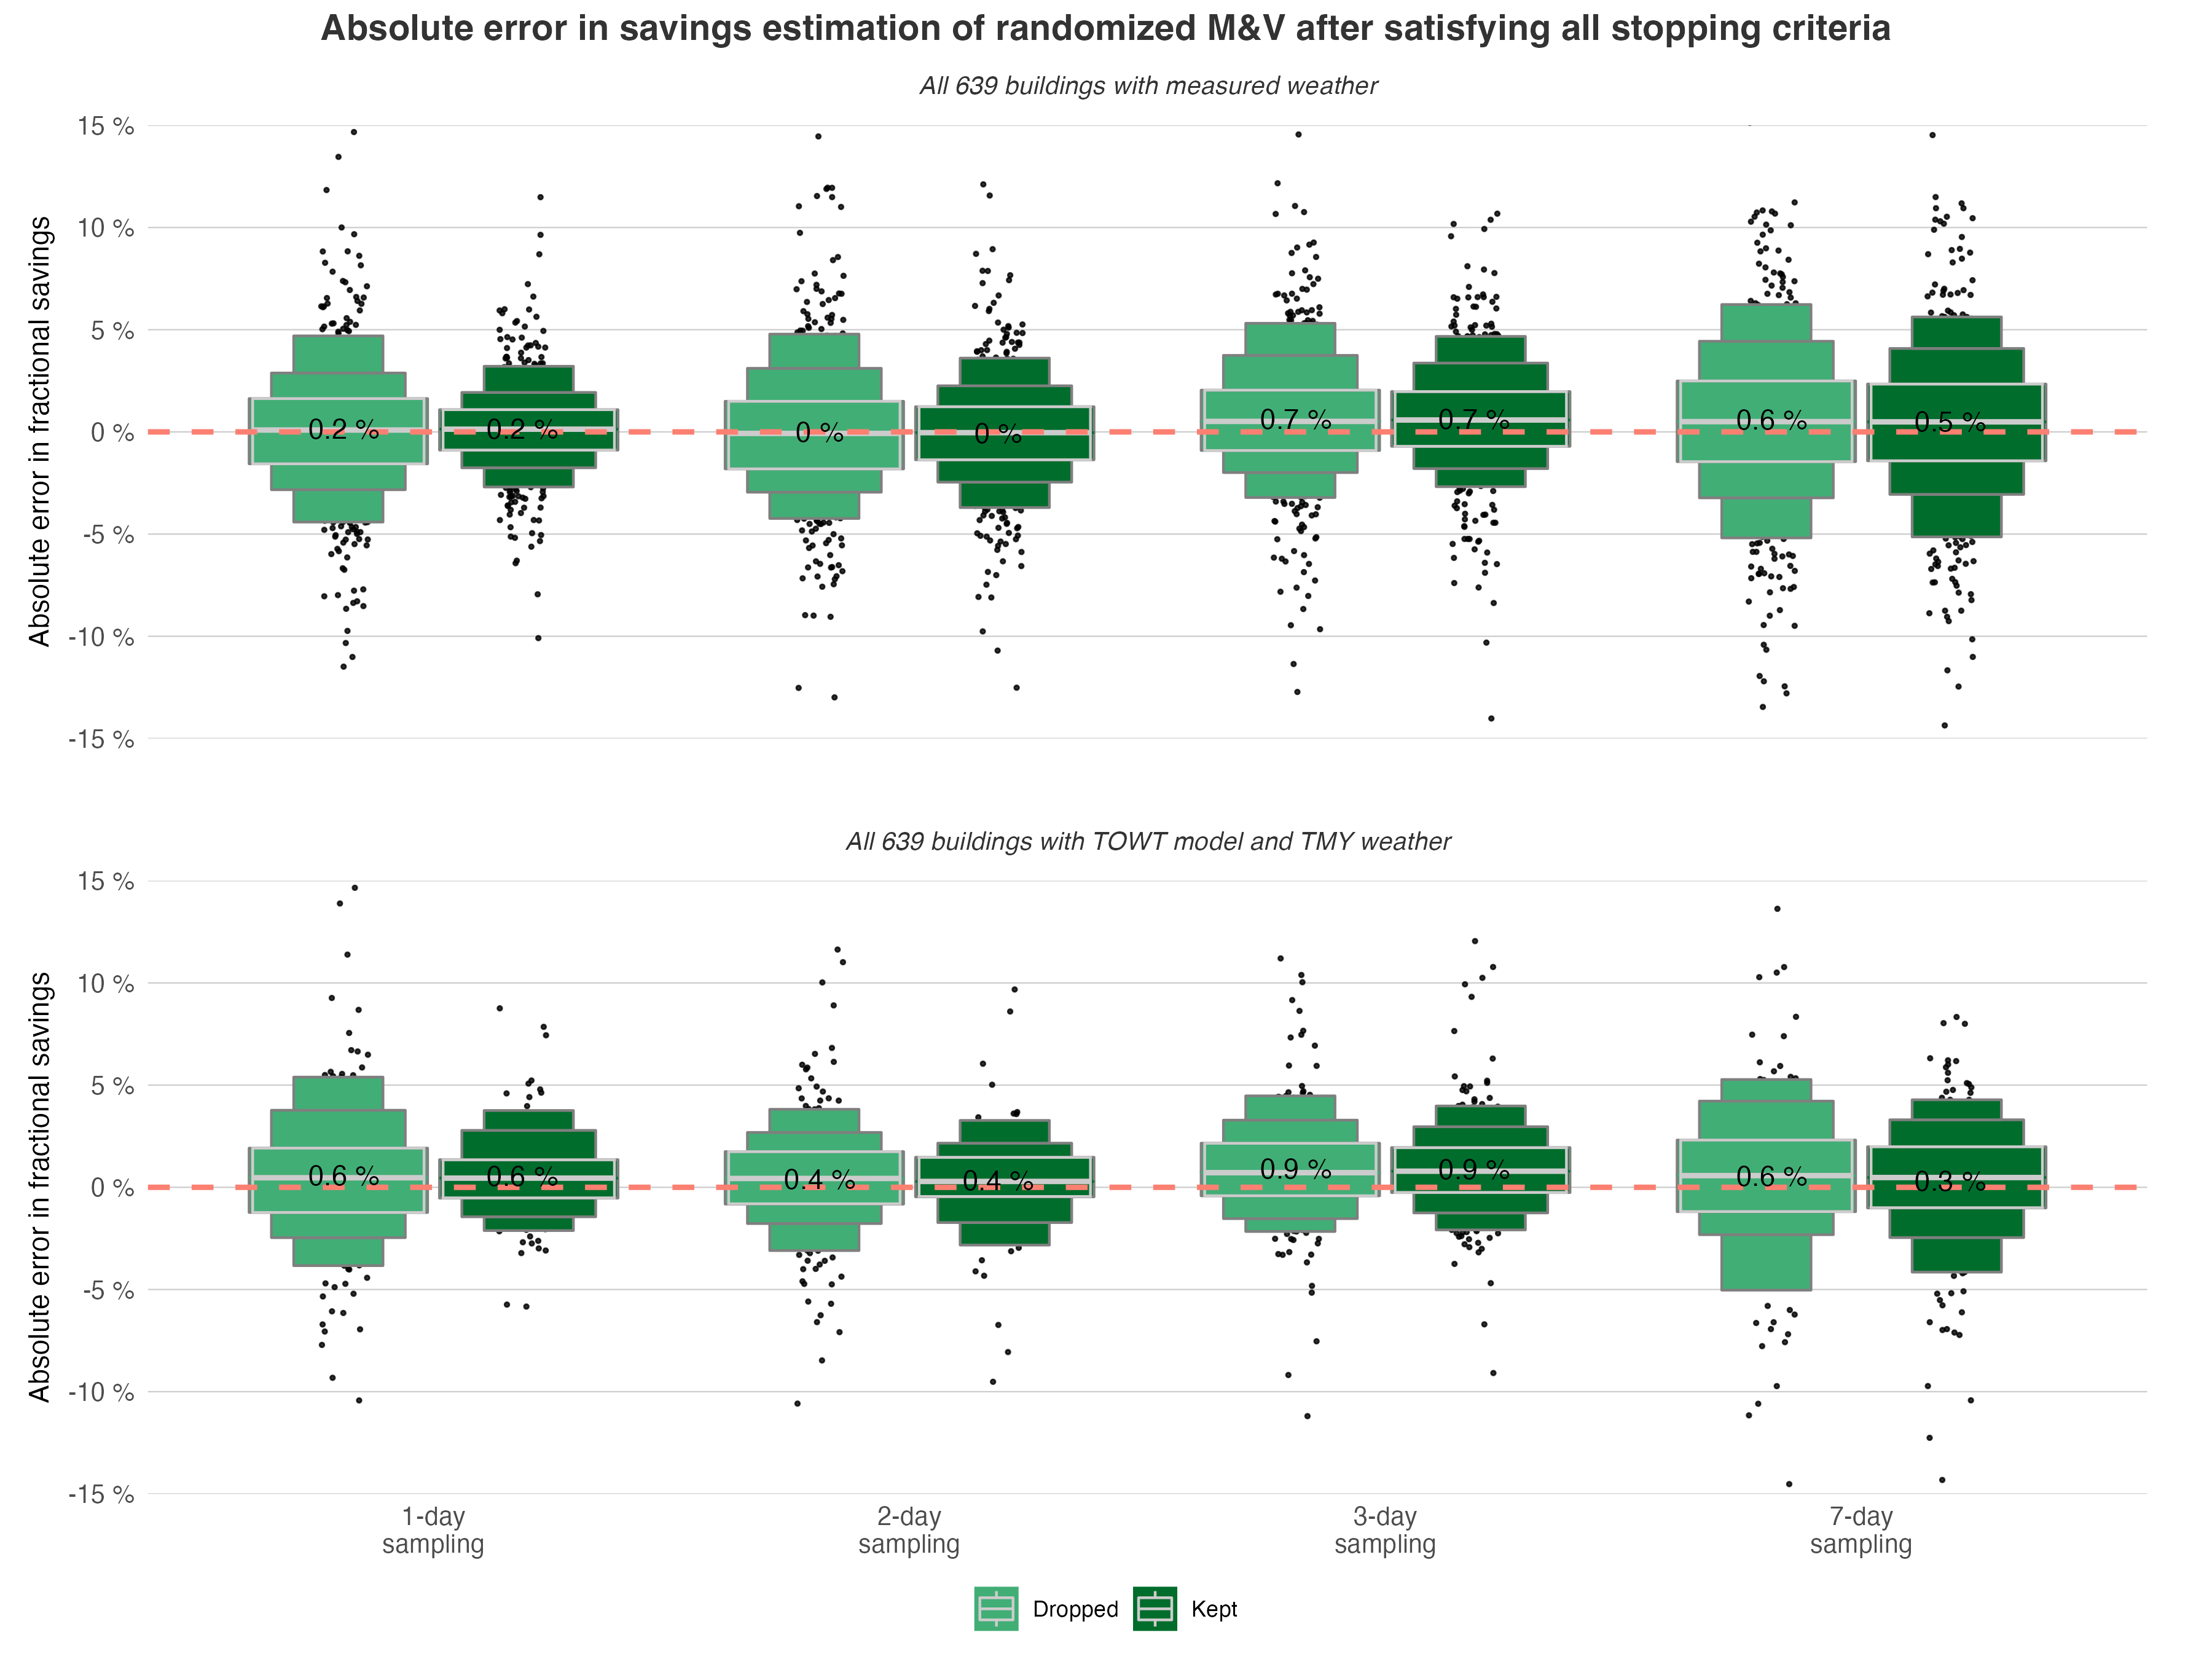 Absolute error in savings estimation of randomized M&V after satisfying all stopping criteria
All 639 buildings with measured weather
Absolute error in fractional savings
15 %
10 %
5 %
0 %
-5 %
-10 %
-15 %
0.2 %
0.2 %
0 %
0 %
0.7 %
0.7 %
0.6 %
0.5 %
All 639 buildings with TOWT model and TMY weather
Absolute error in fractional savings
15 %
10 %
5 %
0 %
-5 %
-10 %
-15 %
0.6 %
0.6 %
0.4 %
0.4 %
0.9 %
0.9 %
0.6 %
0.3 %
1-day
sampling
2-day
sampling
3-day
sampling
7-day
sampling
Dropped
Kept